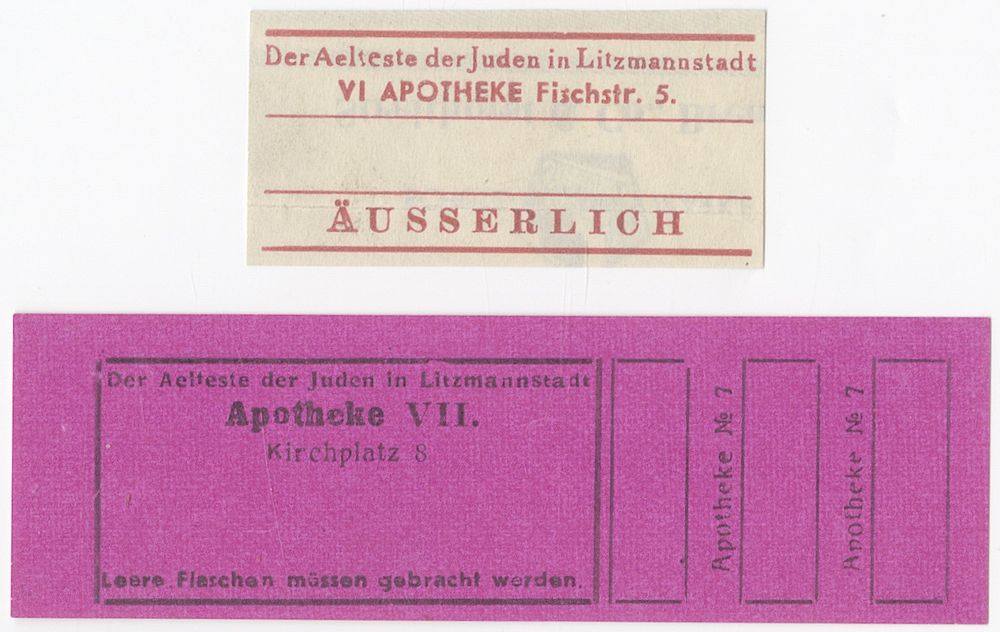 Der Aelteste der Juden in Litzmannstadt
VI APOTHEKE Fischstr. 5.
ÄUSSERLICH
Der Aelteste der Juden in Litzmannstadt
Apotheke VII.
Kirchplatz 8
Leere Flaschen müssen gebracht werden.
Apotheke № 7
Apotheke № 7